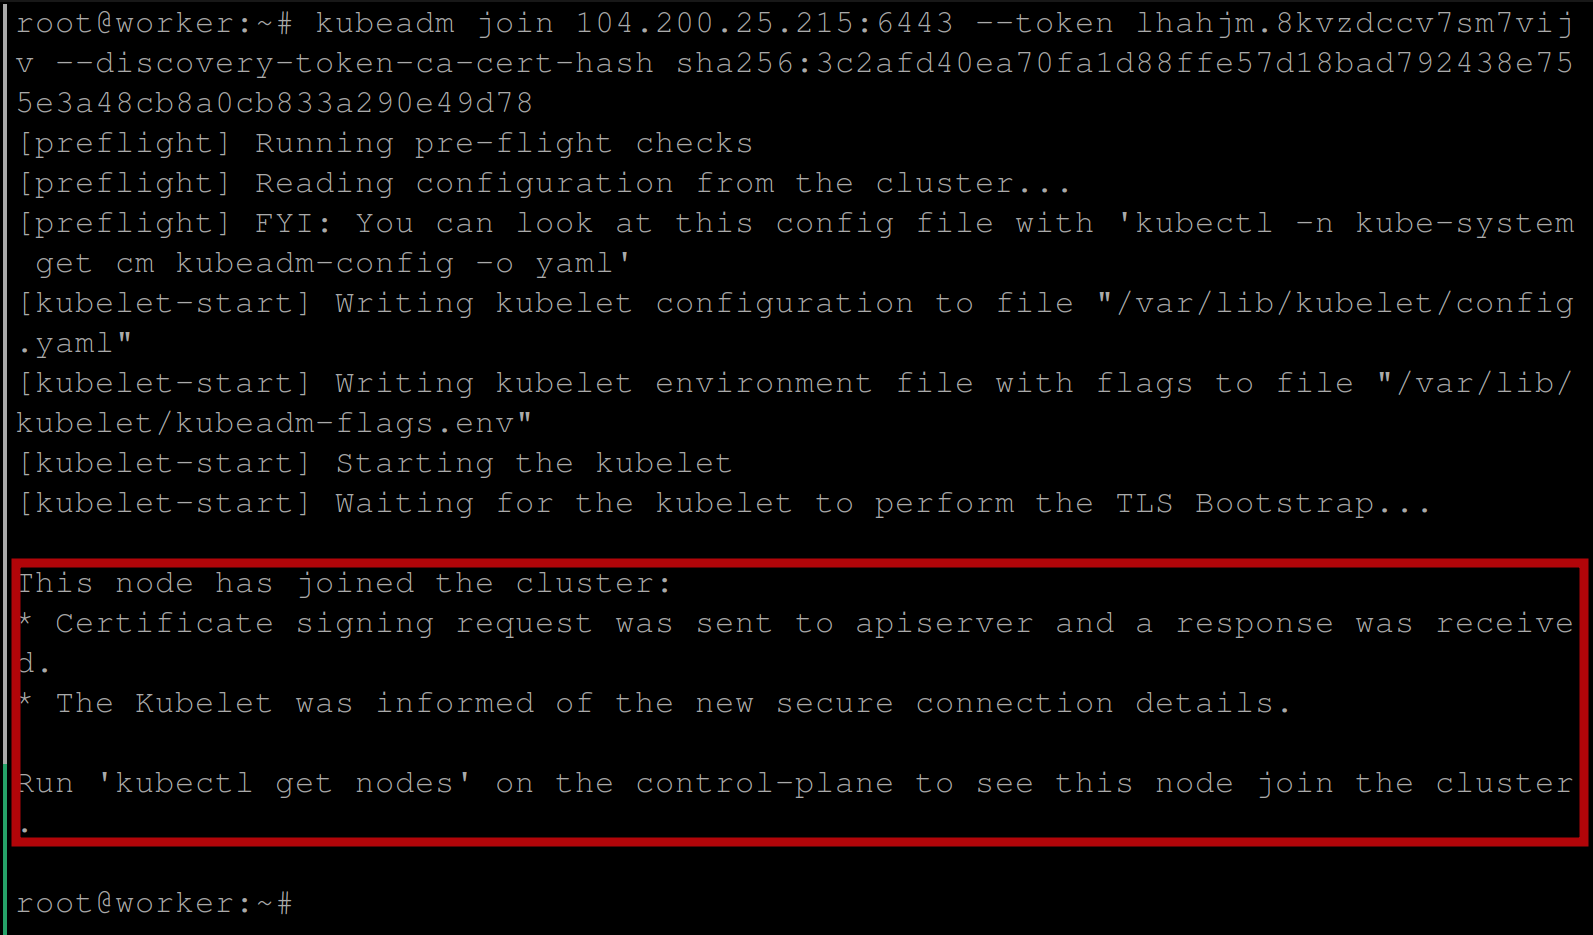 root@worker:~# kubeadm join 104.200.25.215:6443 --token lhahjm.8kvzdccv7sm7vij
v --discovery-token-ca-cert-hash sha256:3c2afd40ea70fa1d88ffe57d18bad792438e75
5e3a48cb8a0cb833a290e49d78
[preflight] Running pre-flight checks
[preflight] Reading configuration from the cluster...
[preflight] FYI: You can look at this config file with 'kubectl -n kube-system
 get cm kubeadm-config -o yaml'
[kubelet-start] Writing kubelet configuration to file "/var/lib/kubelet/config
.yaml"
[kubelet-start] Writing kubelet environment file with flags to file "/var/lib/
kubelet/kubeadm-flags.env"
[kubelet-start] Starting the kubelet
[kubelet-start] Waiting for the kubelet to perform the TLS Bootstrap...
This node has joined the cluster:
* Certificate signing request was sent to apiserver and a response was receive
d.
* The Kubelet was informed of the new secure connection details.
Run 'kubectl get nodes' on the control-plane to see this node join the cluster
.
root@worker:~#